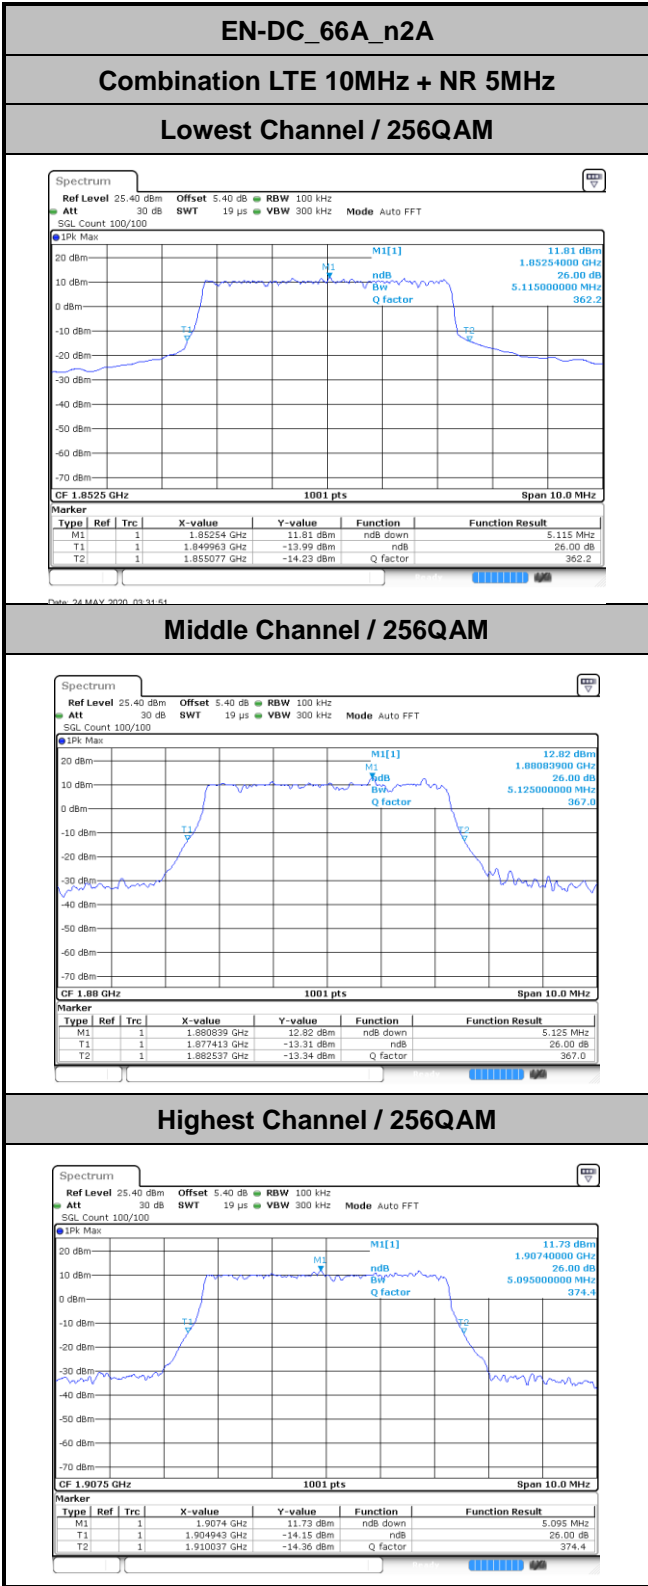 EN-DC_66A_n2A
Combination LTE 10MHz + NR 5MHz
Lowest Channel / 256QAM
Spectrum
Ref Level 25.40 dBm Offset 5.40 dB RBW 100 kHz
Att 30 dB SWT 19 µs VBW 300 kHz Mode Auto FFT
SGL Count 100/100
1Pk Max
M1[1] 11.81 dBm
1.85254000 GHz
ndB 26.00 dB
Bw 5.115000000 MHz
Q factor 362.2
M1
T1
T2
20 dBm
10 dBm
0 dBm
-10 dBm
-20 dBm
-30 dBm
-40 dBm
-50 dBm
-60 dBm
-70 dBm
CF 1.8525 GHz 1001 pts Span 10.0 MHz
Marker
Type Ref Trc X-value Y-value Function Function Result
M1 1 1.85254 GHz 11.81 dBm ndB down 5.115 MHz
T1 1 1.849963 GHz -13.99 dBm ndB 26.00 dB
T2 1 1.855077 GHz -14.23 dBm Q factor 362.2
Date: 24 MAY 2020 03:31:51
Middle Channel / 256QAM
Spectrum
Ref Level 25.40 dBm Offset 5.40 dB RBW 100 kHz
Att 30 dB SWT 19 µs VBW 300 kHz Mode Auto FFT
SGL Count 100/100
1Pk Max
M1[1] 12.82 dBm
1.88083900 GHz
ndB 26.00 dB
Bw 5.125000000 MHz
Q factor 367.0
M1
T1
T2
20 dBm
10 dBm
0 dBm
-10 dBm
-20 dBm
-30 dBm
-40 dBm
-50 dBm
-60 dBm
-70 dBm
CF 1.88 GHz 1001 pts Span 10.0 MHz
Marker
Type Ref Trc X-value Y-value Function Function Result
M1 1 1.880839 GHz 12.82 dBm ndB down 5.125 MHz
T1 1 1.877413 GHz -13.31 dBm ndB 26.00 dB
T2 1 1.882537 GHz -13.34 dBm Q factor 367.0
Highest Channel / 256QAM
Spectrum
Ref Level 25.40 dBm Offset 5.40 dB RBW 100 kHz
Att 30 dB SWT 19 µs VBW 300 kHz Mode Auto FFT
SGL Count 100/100
1Pk Max
M1[1] 11.73 dBm
1.90740000 GHz
ndB 26.00 dB
Bw 5.095000000 MHz
Q factor 374.4
M1
T1
T2
20 dBm
10 dBm
0 dBm
-10 dBm
-20 dBm
-30 dBm
-40 dBm
-50 dBm
-60 dBm
-70 dBm
CF 1.9075 GHz 1001 pts Span 10.0 MHz
Marker
Type Ref Trc X-value Y-value Function Function Result
M1 1 1.9074 GHz 11.73 dBm ndB down 5.095 MHz
T1 1 1.904943 GHz -14.15 dBm ndB 26.00 dB
T2 1 1.910037 GHz -14.36 dBm Q factor 374.4